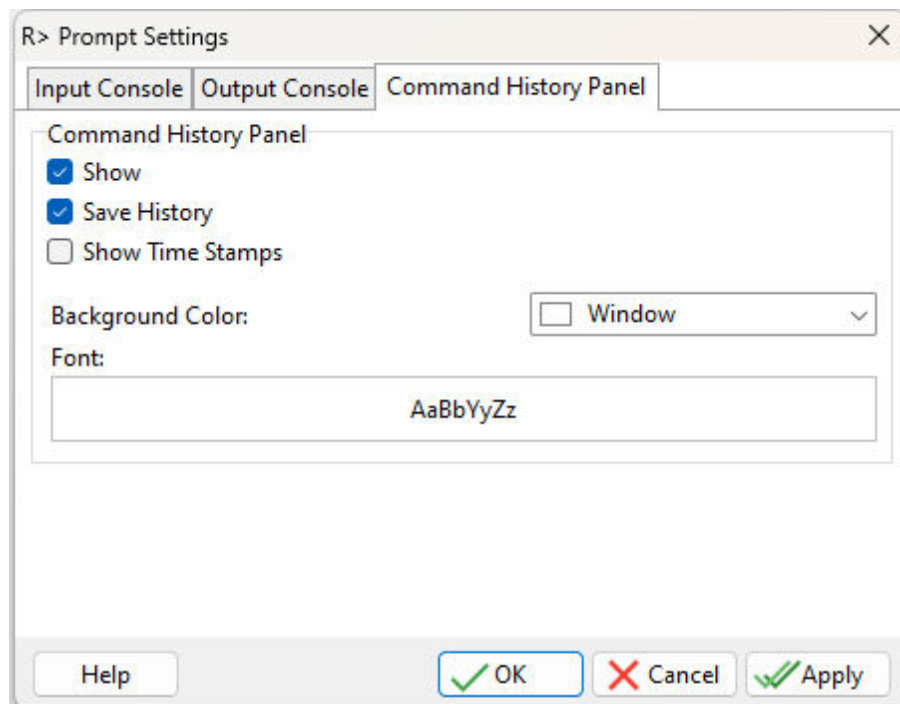 R> Prompt Settings
Input Console Output Console Command History Panel
Command History Panel
Show
Save History
Show Time Stamps
Background Color: Window
Font:
AaBbYyZz
Help OK Cancel Apply